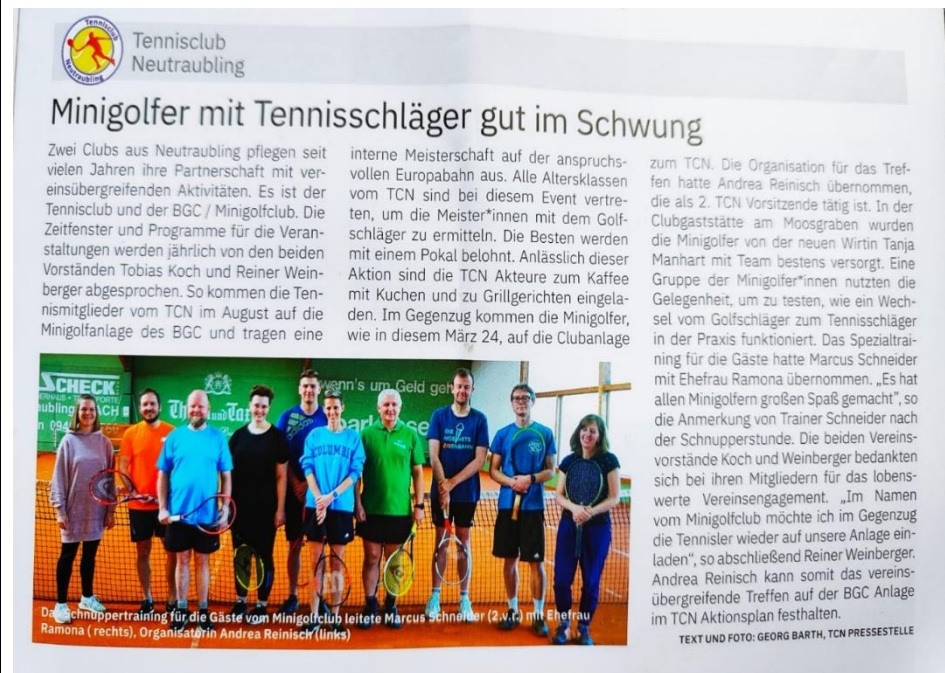 Tennisclub
Neutraubling
Tennisclub
Neutraubling
Minigolfer mit Tennisschläger gut im Schwung
Zwei Clubs aus Neutraubling pflegen seit
vielen Jahren ihre Partnerschaft mit ver-
einsübergreifenden Aktivitäten. Es ist der
Tennisclub und der BGC / Minigolfclub. Die
Zeitfenster und Programme für die Veran-
staltungen werden jährlich von den beiden
Vorständen Tobias Koch und Reiner Wein-
berger abgesprochen. So kommen die Ten-
nismitglieder vom TCN im August auf die
Minigolfanlage des BGC und tragen eine
interne Meisterschaft auf der anspruchs-
vollen Europabahn aus. Alle Altersklassen
vom TCN sind bei diesem Event vertre-
ten, um die Meister*innen mit dem Golf-
schläger zu ermitteln. Die Besten werden
mit einem Pokal belohnt. Anlässlich dieser
Aktion sind die TCN Akteure zum Kaffee
mit Kuchen und zu Grillgerichten eingela-
den. Im Gegenzug kommen die Minigolfer,
wie in diesem März 24, auf die Clubanlage
zum TCN. Die Organisation für das Tref-
fen hatte Andrea Reinisch übernommen,
die als 2. TCN Vorsitzende tätig ist. In der
Clubgaststätte am Moosgraben wurden
die Minigolfer von der neuen Wirtin Tanja
Manhart mit Team bestens versorgt. Eine
Gruppe der Minigolfer*innen nutzten die
Gelegenheit, um zu testen, wie ein Wech-
sel vom Golfschläger zum Tennisschläger
in der Praxis funktioniert. Das Spezialtrai-
ning für die Gäste hatte Marcus Schneider
mit Ehefrau Ramona übernommen. „Es hat
allen Minigolfern großen Spaß gemacht", so
die Anmerkung von Trainer Schneider nach
der Schnupperstunde. Die beiden Vereins-
vorstände Koch und Weinberger bedankten
sich bei ihren Mitgliedern für das lobens-
werte Vereinsengagement. „Im Namen
vom Minigolfclub möchte ich im Gegenzug
die Tennisler wieder auf unsere Anlage ein-
laden", so abschließend Reiner Weinberger.
Andrea Reinisch kann somit das vereins-
übergreifende Treffen auf der BGC Anlage
im TCN Aktionsplan festhalten.
TEXT UND FOTO: GEORG BARTH, TCN PRESSESTELLE
SCHECK
wenn's um Geld geh
COLUMBIA
Das Schnuppertraining für die Gäste vom Minigolfclub leitete Marcus Schneider (2.v.r.) mit Ehefrau
Ramona ( rechts), Organisatorin Andrea Reinisch (links)